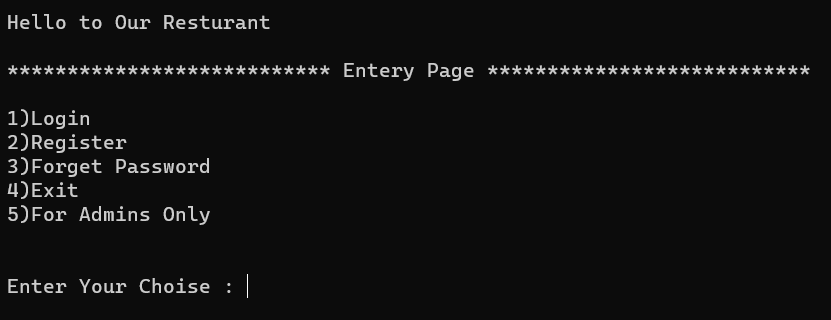 Hello to Our Resturant
*************************** Entery Page ***************************
1)Login
2)Register
3)Forget Password
4)Exit
5)For Admins Only
Enter Your Choise :